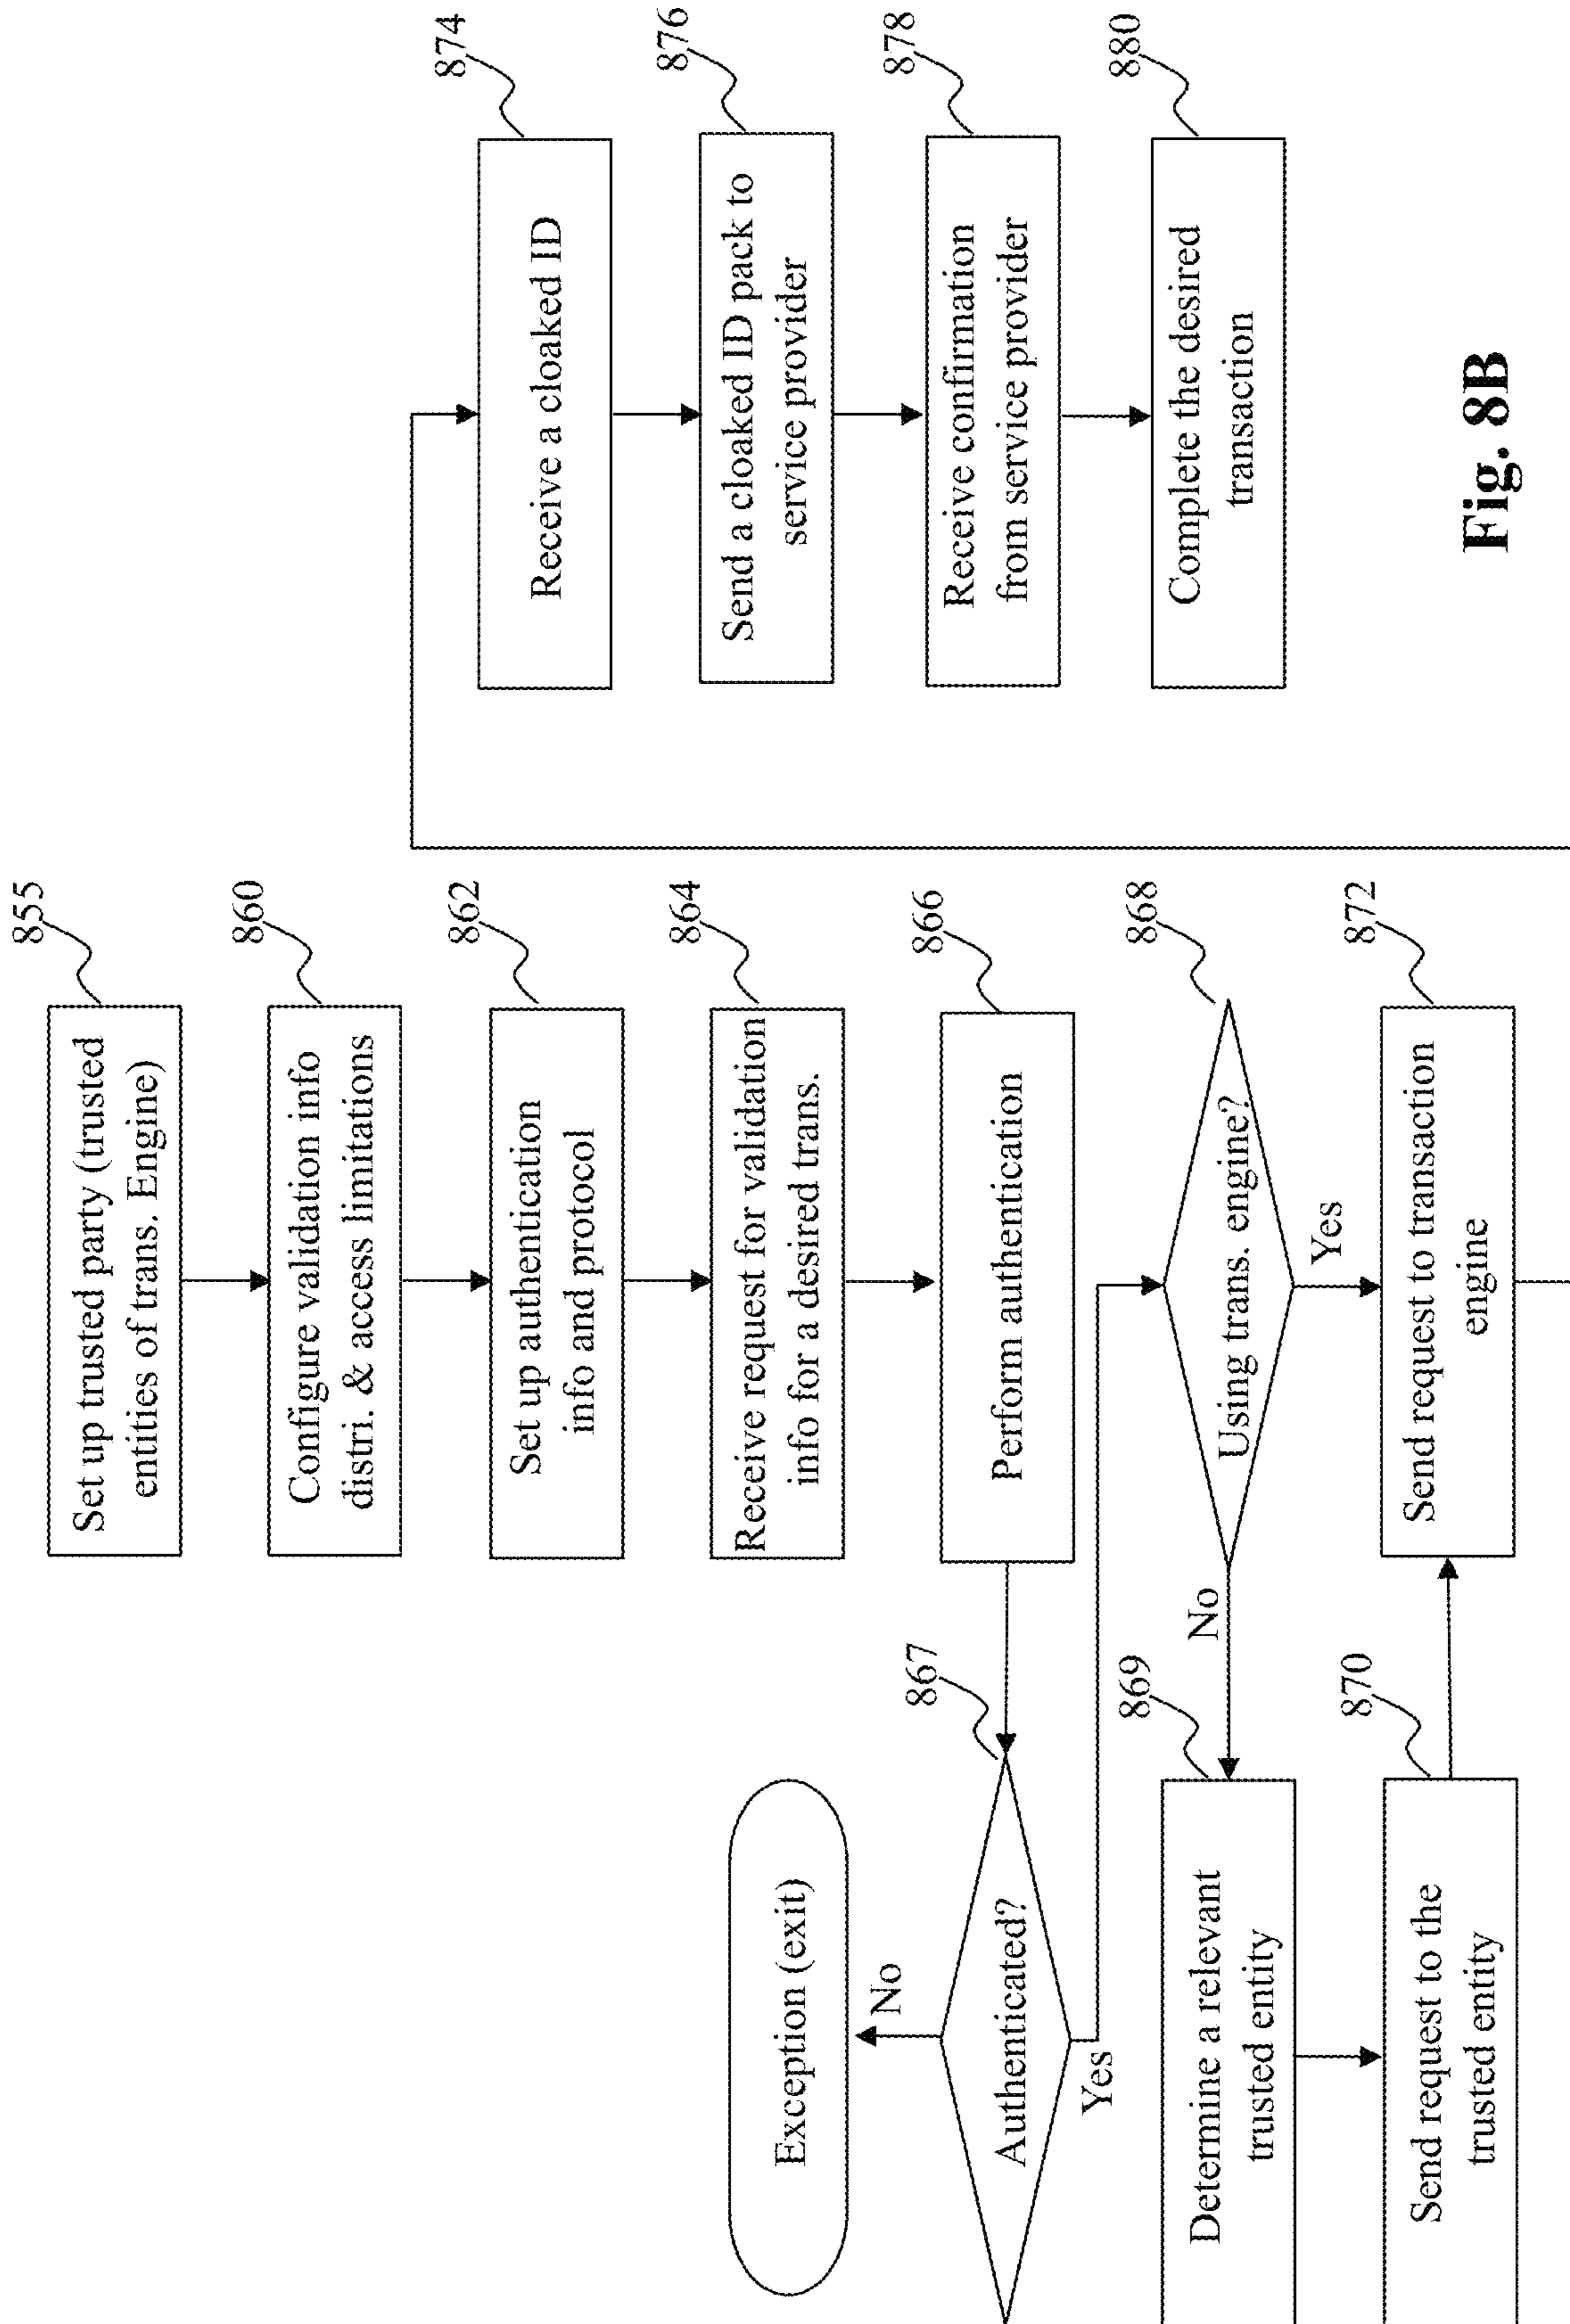 855
Set up trusted party (trusted
entities of trans. Engine)
860
Configure validation info
distri. & access limitations
862
Set up authentication
info and protocol
864
Receive request for validation
info for a desired trans.
866
Perform authentication
867
Authenticated?
No
Exception (exit)
Yes
868
Using trans. engine?
No
Yes
869
Determine a relevant
trusted entity
870
Send request to the
trusted entity
872
Send request to transaction
engine
874
Receive a cloaked ID
876
Send a cloaked ID pack to
service provider
878
Receive confirmation
from service provider
880
Complete the desired
transaction
Fig. 8B